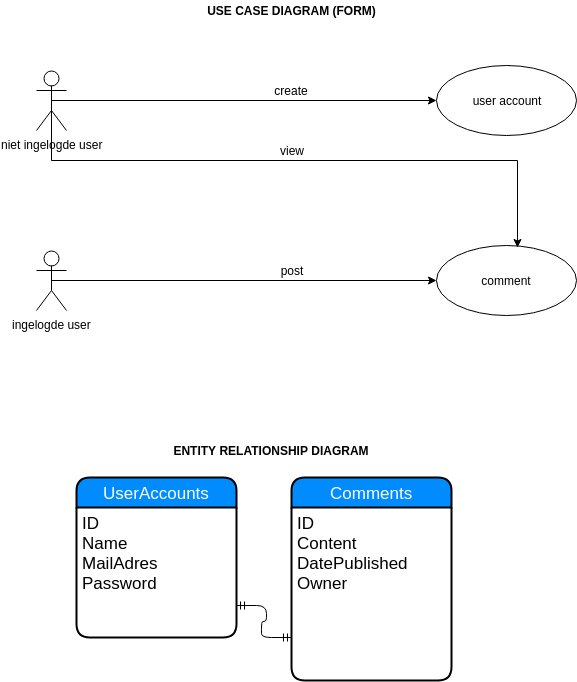 USE CASE DIAGRAM (FORM)
create
user account
niet ingelogde user
view
post
comment
ingelogde user
ENTITY RELATIONSHIP DIAGRAM
UserAccounts
ID
Name
MailAdres
Password
Comments
ID
Content
DatePublished
Owner